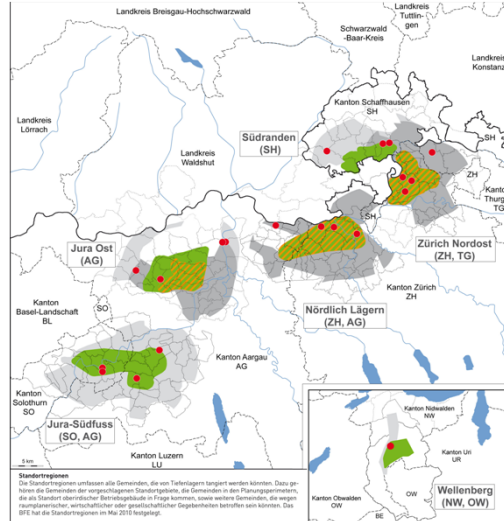 Landkreis Breisgau-Hochschwarzwald
Landkreis
Tuttlin-
gen
Schwarzwald
-Baar-Kreis
Landkreis
Konstanz
Kanton Schaffhausen
SH
Landkreis
Lörrach
Südranden
(SH)
Landkreis
Waldshut
ZH
Kanton
Thurgau
TG
SH
Jura Ost
(AG)
Zürich Nordost
(ZH, TG)
Kanton
Basel-Landschaft
BL
SO
Nördlich Lägern
(ZH, AG)
Kanton Zürich
ZH
Kanton Aargau
AG
Kanton
Solothurn
SO
Jura-Südfuss
(SO, AG)
Kanton Luzern
LU
5 km
Kanton Nidwalden
NW
Kanton Uri
UR
Kanton Obwalden
OW
OW
BE
Wellenberg
(NW, OW)
Standortregionen
Die Standortregionen umfassen alle Gemeinden, die von Tiefenlagern tangiert werden könnten. Dazu ge-
hören die Gemeinden der vorgeschlagenen Standortgebiete, die Gemeinden in den Planungsperimetern,
die als Standort oberirdischer Betriebsgebäude in Frage kommen, sowie weitere Gemeinden, die wegen
raumplanerischer, wirtschaftlicher oder gesellschaftlicher Gegebenheiten betroffen sein könnten. Das
BFE hat die Standortregionen im Mai 2010 festgelegt.